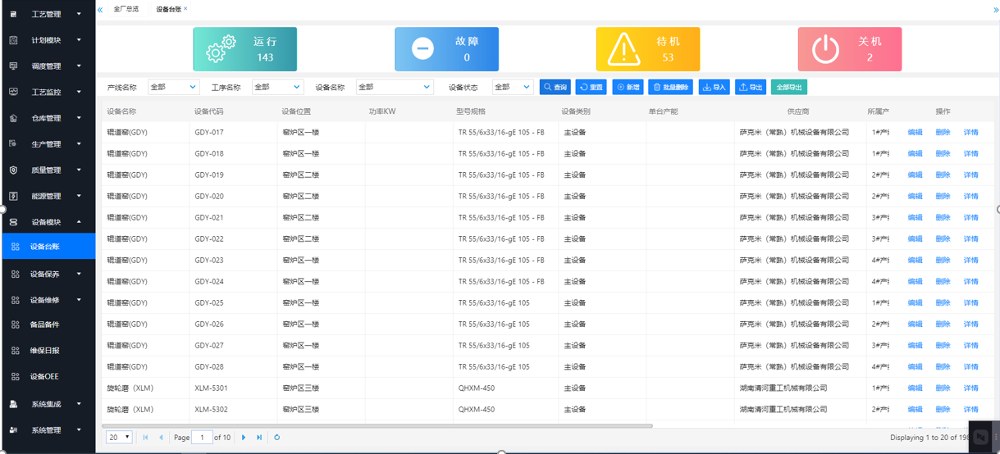 工艺管理
计划模块
调度管理
工艺监控
仓库管理
生产管理
质量管理
能源管理
设备模块
设备台账
设备保养
设备维修
备品备件
维保日报
设备OEE
系统集成
系统管理
全厂总览 设备台账 ×
运行 143
故障 0
待机 53
关机 2
产线名称 全部 工序名称 全部 设备名称 全部 设备状态 全部 查询 重置 新增 批量删除 导入 导出 全部导出
设备名称 设备代码 设备位置 功率KW 型号规格 设备类别 单台产能 供应商 所属产 操作
辊道窑(GDY) GDY-017 窑炉区一楼 TR 55/6x33/16-gE 105 - FB 主设备 萨克米（常熟）机械设备有限公司 1#产 编辑 删除 详情
辊道窑(GDY) GDY-018 窑炉区一楼 TR 55/6x33/16-gE 105 - FB 主设备 萨克米（常熟）机械设备有限公司 1#产 编辑 删除 详情
辊道窑(GDY) GDY-019 窑炉区二楼 TR 55/6x33/16-gE 105 - FB 主设备 萨克米（常熟）机械设备有限公司 2#产 编辑 删除 详情
辊道窑(GDY) GDY-020 窑炉区二楼 TR 55/6x33/16-gE 105 - FB 主设备 萨克米（常熟）机械设备有限公司 2#产 编辑 删除 详情
辊道窑(GDY) GDY-021 窑炉区二楼 TR 55/6x33/16-gE 105 - FB 主设备 萨克米（常熟）机械设备有限公司 3#产 编辑 删除 详情
辊道窑(GDY) GDY-022 窑炉区二楼 TR 55/6x33/16-gE 105 - FB 主设备 萨克米（常熟）机械设备有限公司 3#产 编辑 删除 详情
辊道窑(GDY) GDY-023 窑炉区一楼 TR 55/6x33/16-gE 105 - FB 主设备 萨克米（常熟）机械设备有限公司 4#产 编辑 删除 详情
辊道窑(GDY) GDY-024 窑炉区一楼 TR 55/6x33/16-gE 105 - FB 主设备 萨克米（常熟）机械设备有限公司 4#产 编辑 删除 详情
辊道窑(GDY) GDY-025 窑炉区一楼 TR 55/6x33/16-gE 105 主设备 萨克米（常熟）机械设备有限公司 1#产 编辑 删除 详情
辊道窑(GDY) GDY-026 窑炉区一楼 TR 55/6x33/16-gE 105 主设备 萨克米（常熟）机械设备有限公司 2#产 编辑 删除 详情
辊道窑(GDY) GDY-027 窑炉区一楼 TR 55/6x33/16-gE 105 主设备 萨克米（常熟）机械设备有限公司 3#产 编辑 删除 详情
辊道窑(GDY) GDY-028 窑炉区一楼 TR 55/6x33/16-gE 105 主设备 萨克米（常熟）机械设备有限公司 4#产 编辑 删除 详情
旋轮磨（XLM） XLM-5301 窑炉区三楼 QHXM-450 主设备 湖南清河重工机械有限公司 1#产 编辑 删除 详情
旋轮磨（XLM） XLM-5302 窑炉区三楼 QHXM-450 主设备 湖南清河重工机械有限公司 2#产 编辑 删除 详情
20 Page 1 of 10 Displaying 1 to 20 of 198